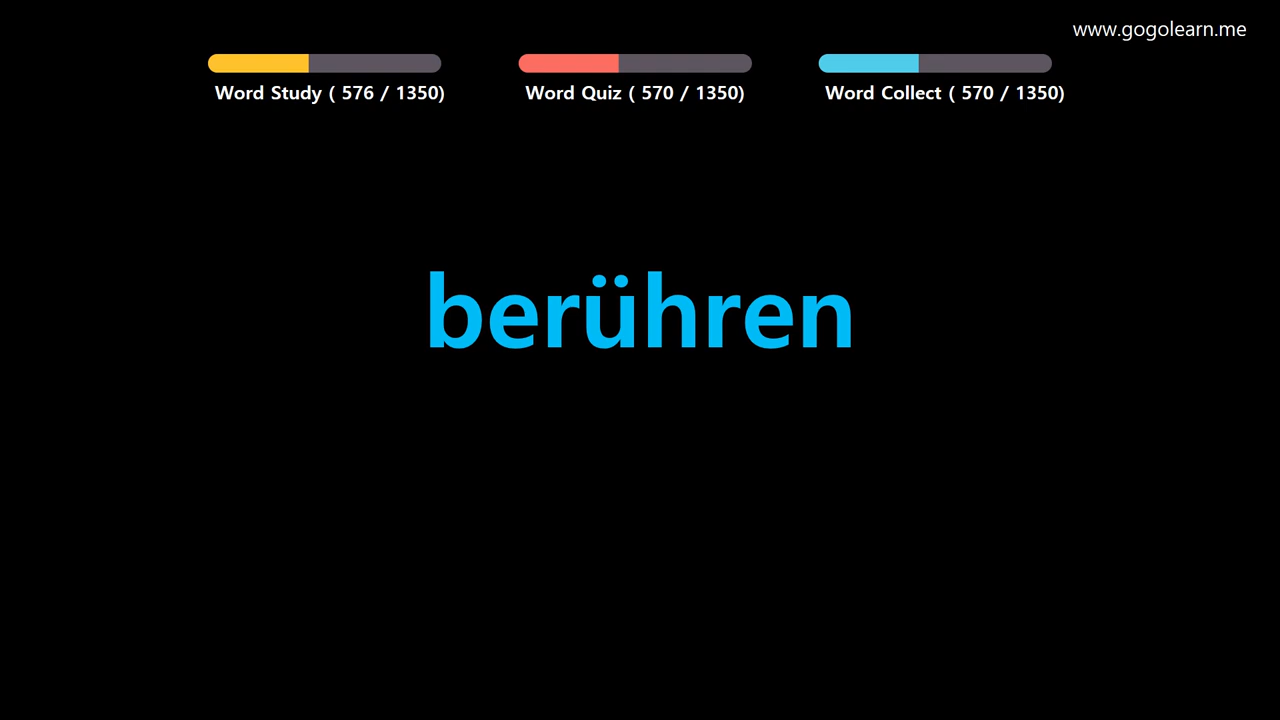 www.gogolearn.me
Word Study ( 576 / 1350)
Word Quiz ( 570 / 1350)
Word Collect ( 570 / 1350)
berühren